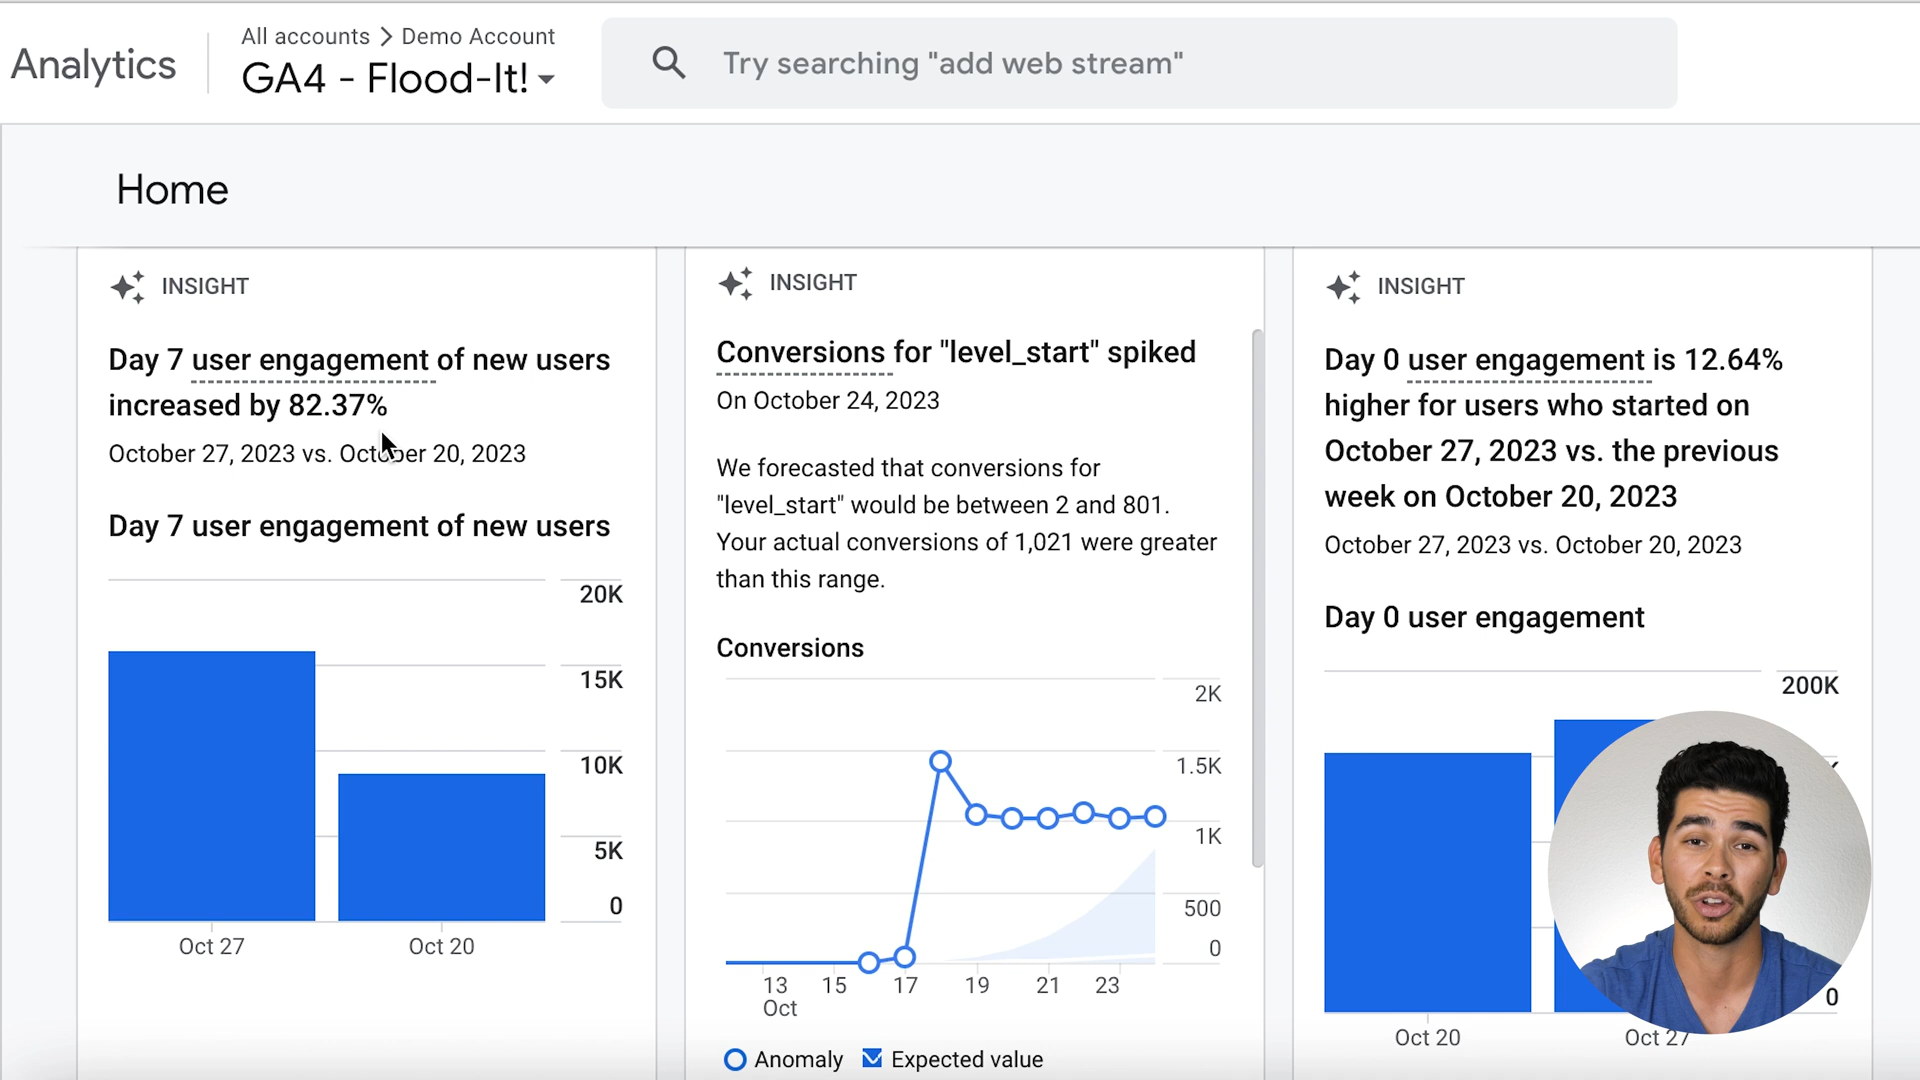 Analytics
All accounts > Demo Account
GA4 - Flood-It!
Try searching "add web stream"
Home
INSIGHT
Day 7 user engagement of new users
increased by 82.37%
October 27, 2023 vs. October 20, 2023
Day 7 user engagement of new users
20K
15K
10K
5K
0
Oct 27
Oct 20
INSIGHT
Conversions for "level_start" spiked
On October 24, 2023
We forecasted that conversions for
"level_start" would be between 2 and 801.
Your actual conversions of 1,021 were greater
than this range.
Conversions
2K
1.5K
1K
500
0
13
15
17
19
21
23
Oct
Anomaly
Expected value
INSIGHT
Day 0 user engagement is 12.64%
higher for users who started on
October 27, 2023 vs. the previous
week on October 20, 2023
October 27, 2023 vs. October 20, 2023
Day 0 user engagement
200K
0
Oct 20
Oct 27